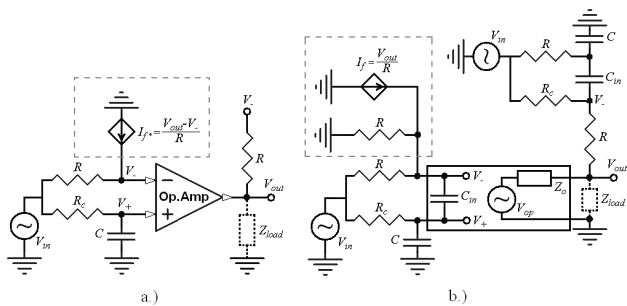 I_f* = V_out-V_-/R
V_-
R
R
V_-
Op.Amp
V_out
R_c
V_+
C
Z_load
V_in
a.)
I_f = V_out/R
R
R
V_-
C_in
R_c
V_+
V_in
C
Z_o
V_op
V_in
R
C
C_in
R_c
V_-
R
V_out
Z_load
b.)